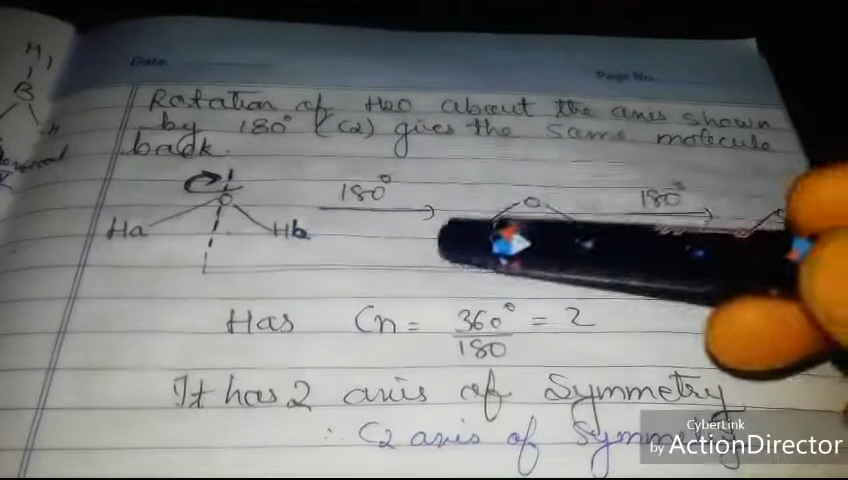 H
B
H
Date
Page No.
Rotation of H2O about the axis shown
by 180° (C2) gives the same molecule
back.
O 180° O 180°
Ha Hb
Has Cn = 360° = 2
180
It has 2 axis of Symmetry
∴ C2 axis of Symmetry
CyberLink
by ActionDirector